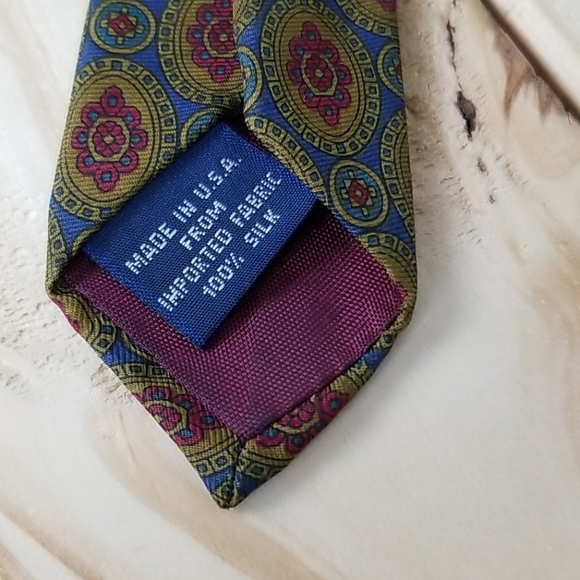 MADE IN U.S.A.
FROM
IMPORTED FABRIC
100% SILK